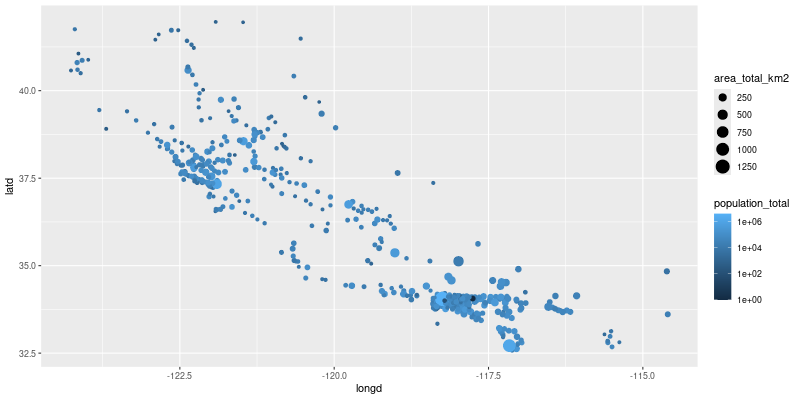 40.0
37.5
35.0
32.5
latd
-122.5
-120.0
-117.5
-115.0
longd
area_total_km2
250
500
750
1000
1250
population_total
1e+06
1e+04
1e+02
1e+00